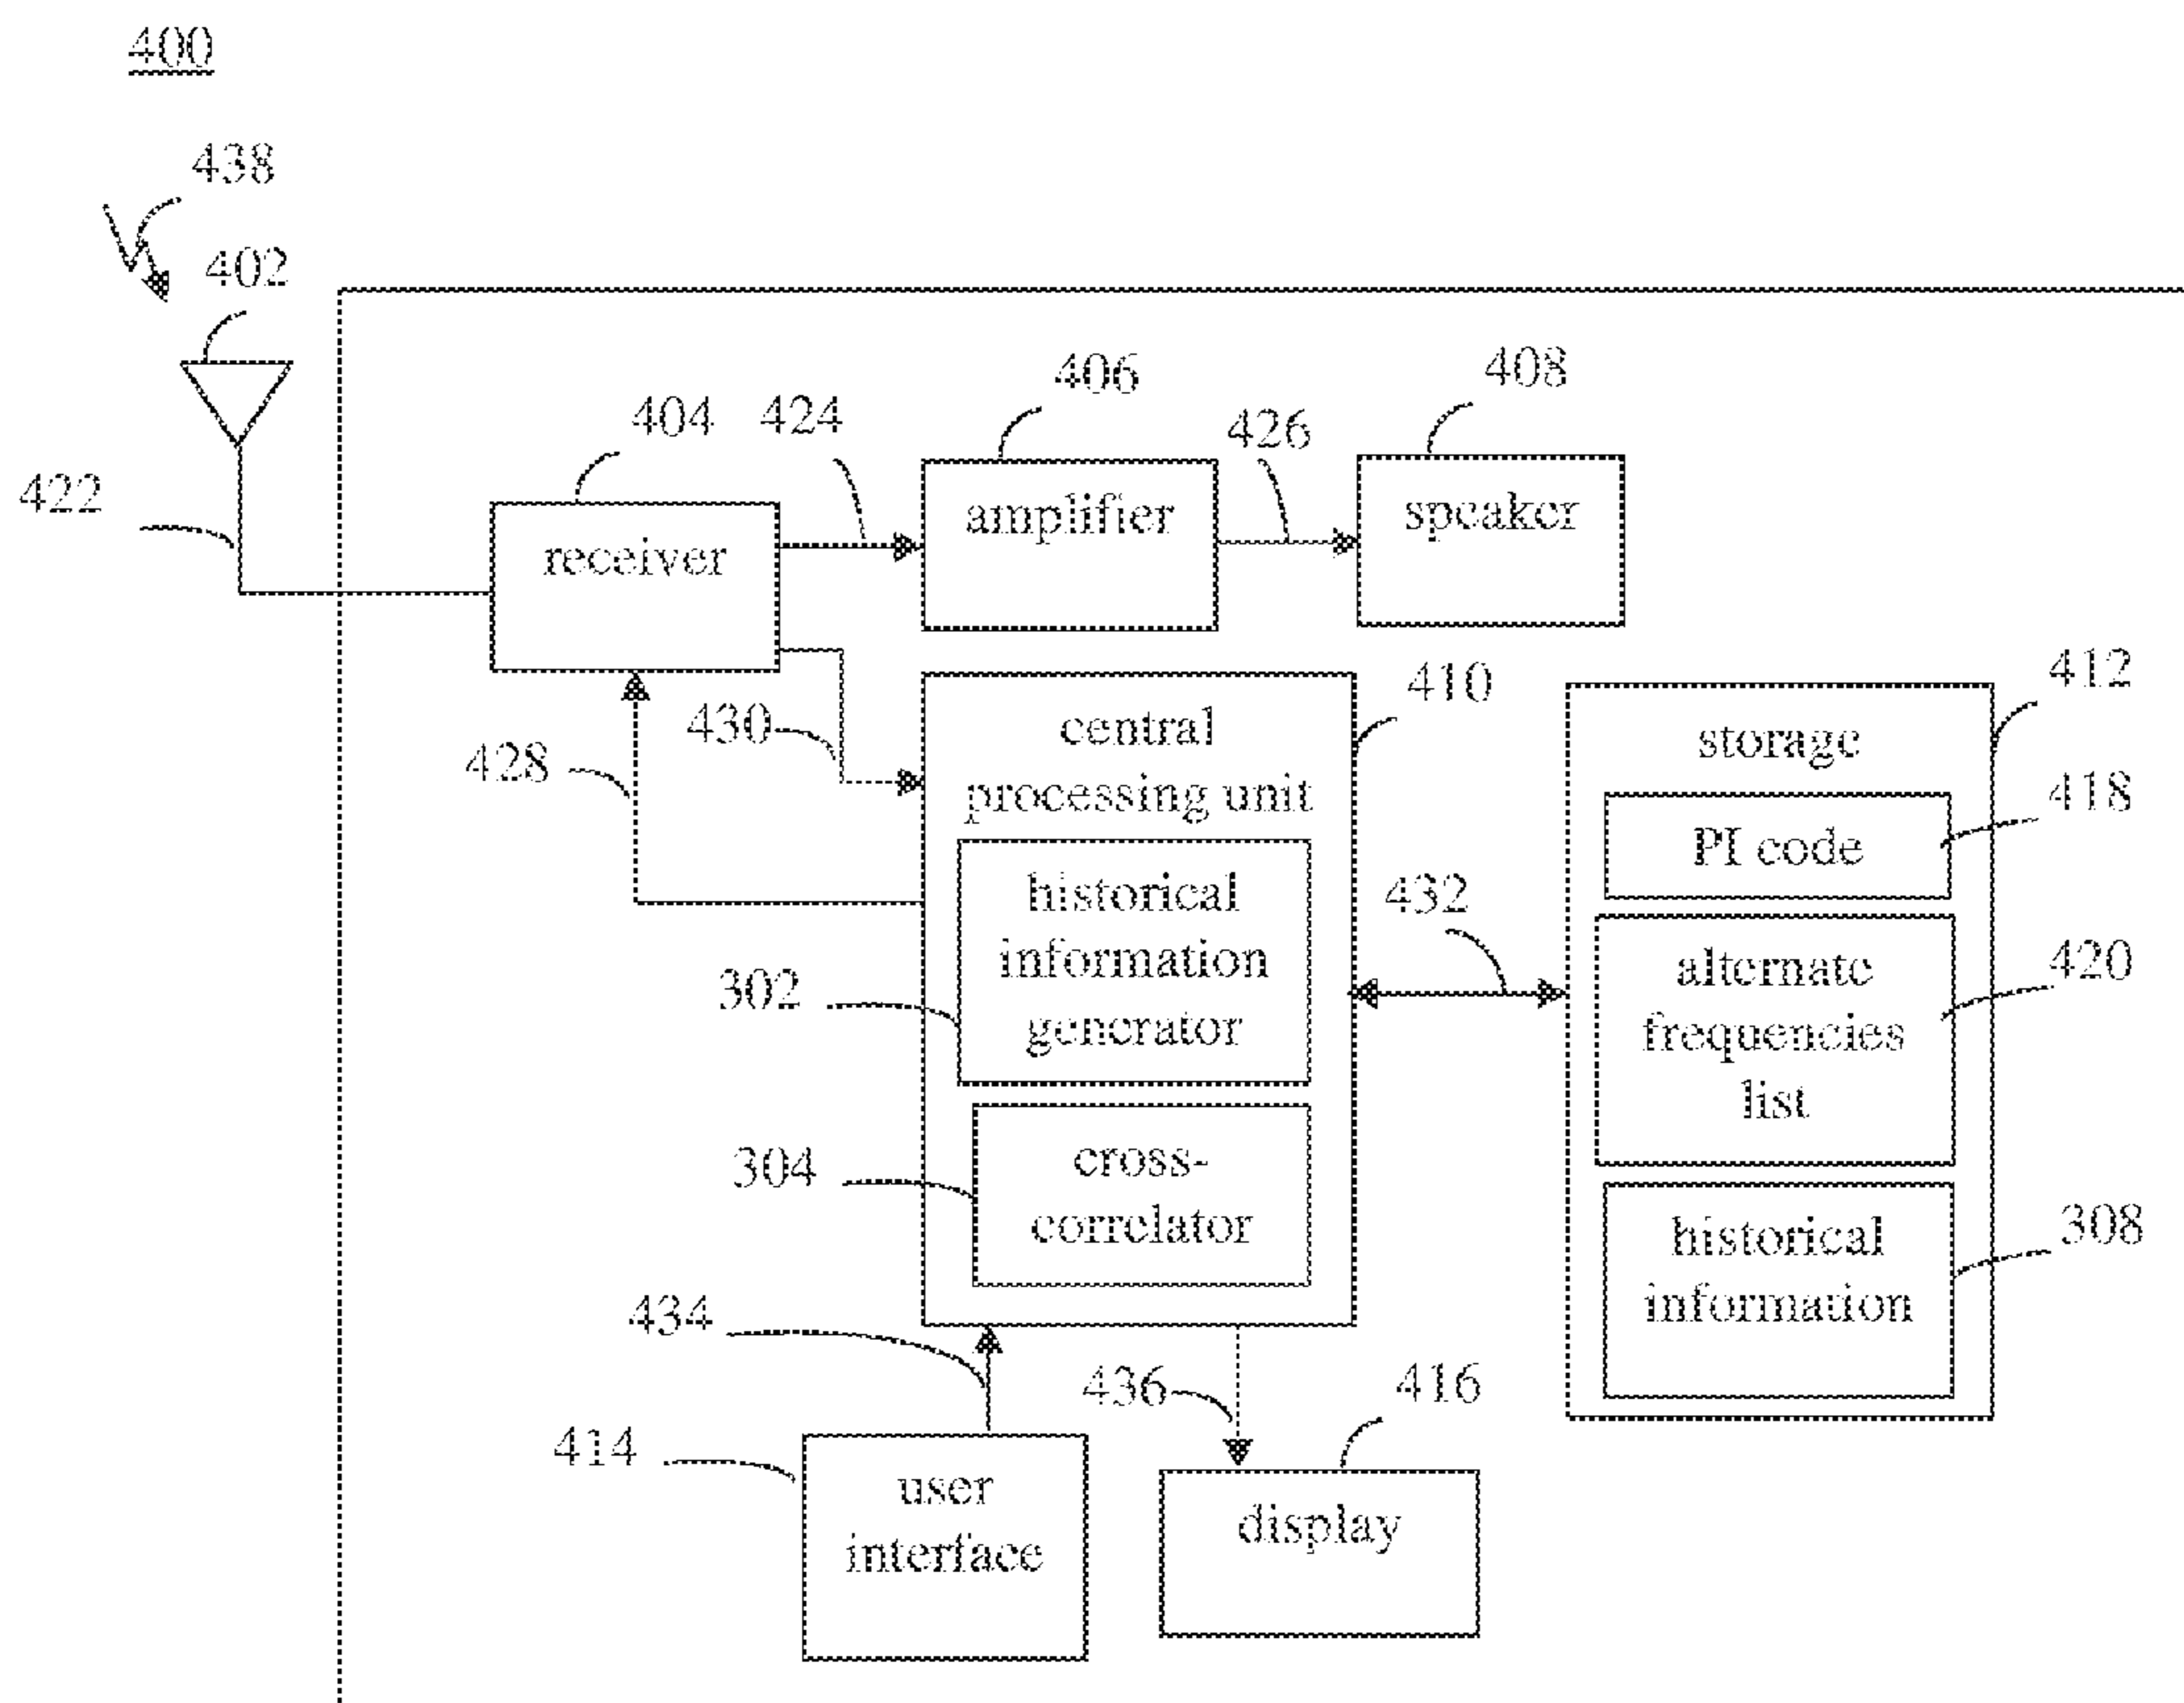 400
438
402
422
404
424
406
426
408
receiver
amplifier
speaker
428
430
410
412
central
processing unit
storage
418
PI code
historical
information
generator
302
432
alternate
frequencies
list
420
304
cross-
correlator
historical
information
308
434
436
416
414
user
interface
display